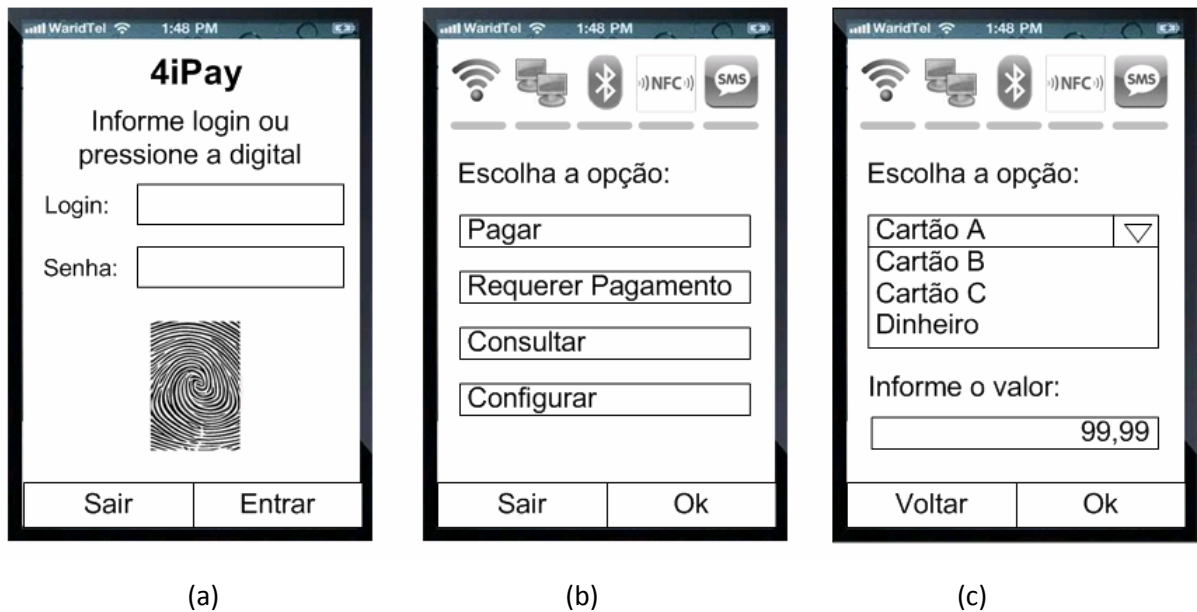 WaridTel 1:48 PM
4iPay
Informe login ou
pressione a digital
Login:
Senha:
Sair Entrar
(a)
WaridTel 1:48 PM
NFC SMS
Escolha a opção:
Pagar
Requerer Pagamento
Consultar
Configurar
Sair Ok
(b)
WaridTel 1:48 PM
NFC SMS
Escolha a opção:
Cartão A
Cartão B
Cartão C
Dinheiro
Informe o valor:
99,99
Voltar Ok
(c)